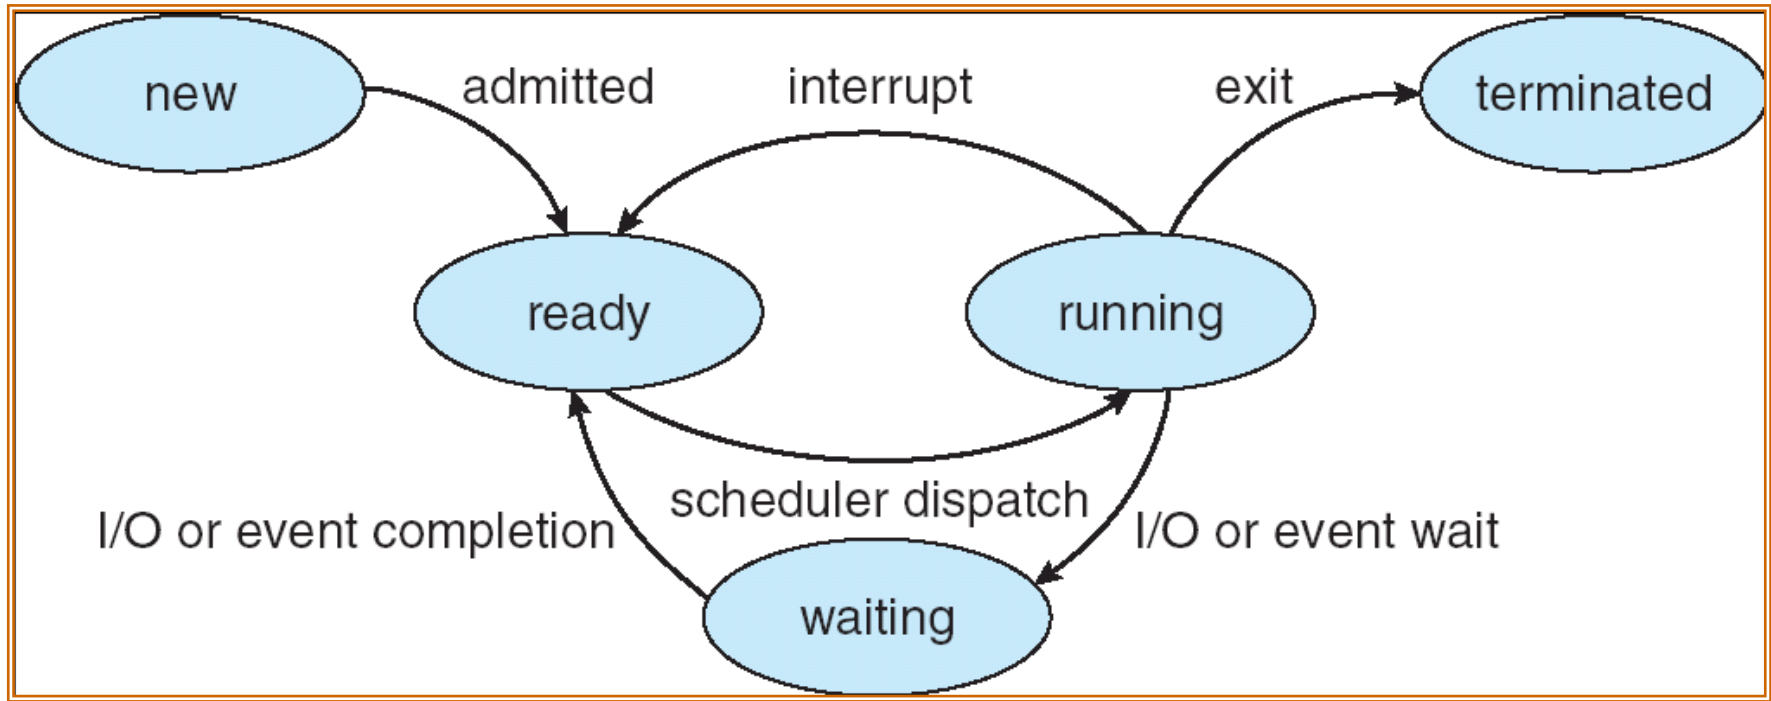 new
admitted
interrupt
exit
terminated
ready
running
scheduler dispatch
I/O or event completion
I/O or event wait
waiting